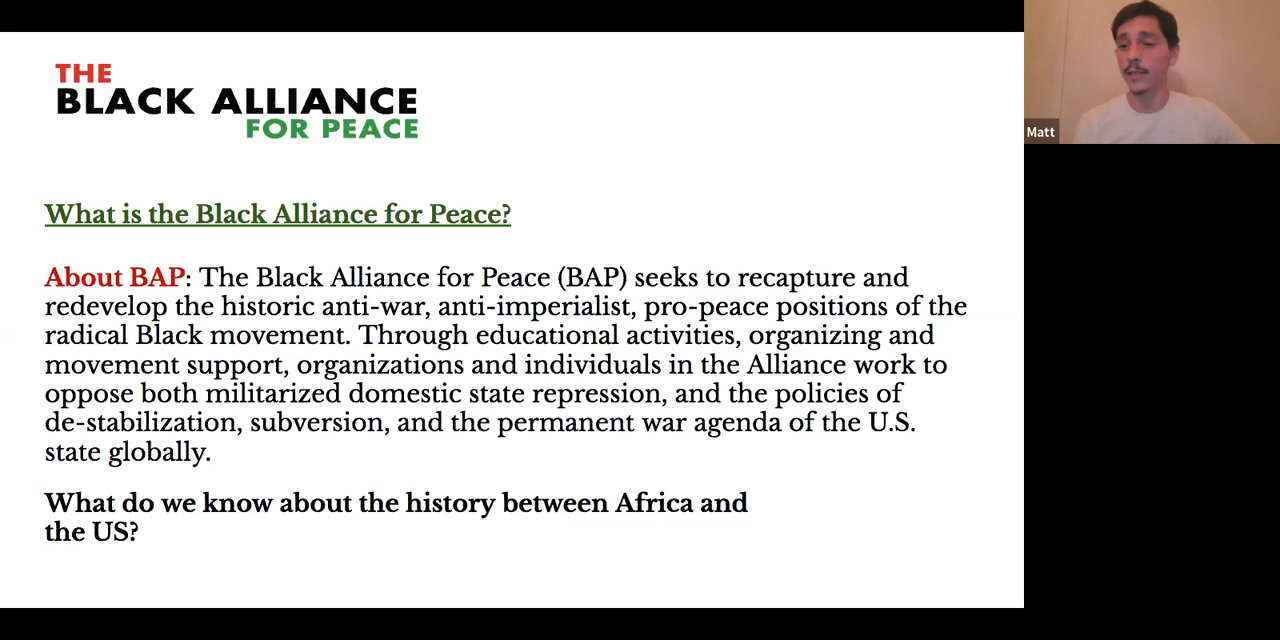 THE
BLACK ALLIANCE
FOR PEACE
Matt
What is the Black Alliance for Peace?
About BAP: The Black Alliance for Peace (BAP) seeks to recapture and
redevelop the historic anti-war, anti-imperialist, pro-peace positions of the
radical Black movement. Through educational activities, organizing and
movement support, organizations and individuals in the Alliance work to
oppose both militarized domestic state repression, and the policies of
de-stabilization, subversion, and the permanent war agenda of the U.S.
state globally.
What do we know about the history between Africa and
the US?